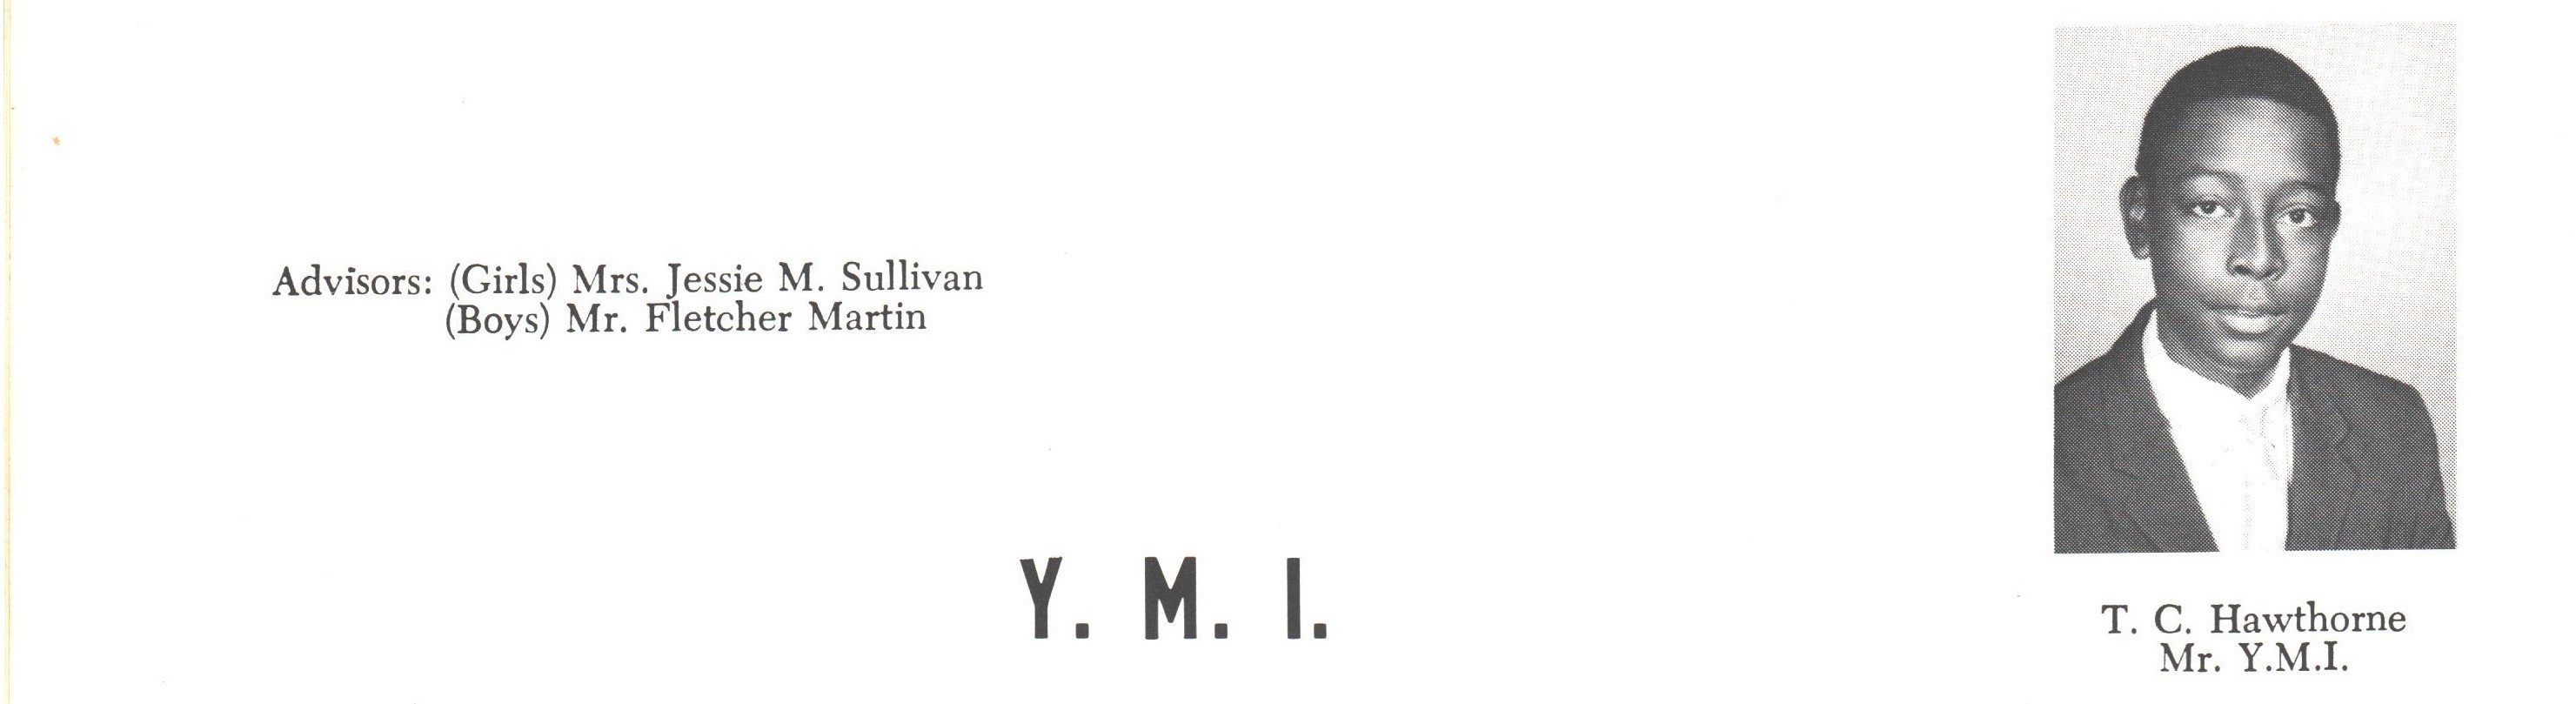 Advisors: (Girls) Mrs. Jessie M. Sullivan
(Boys) Mr. Fletcher Martin
Y. M. I.
T. C. Hawthorne
Mr. Y.M.I.